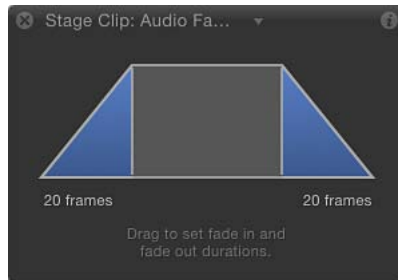 Stage Clip: Audio Fa...
20 frames
20 frames
Drag to set fade in and
fade out durations.